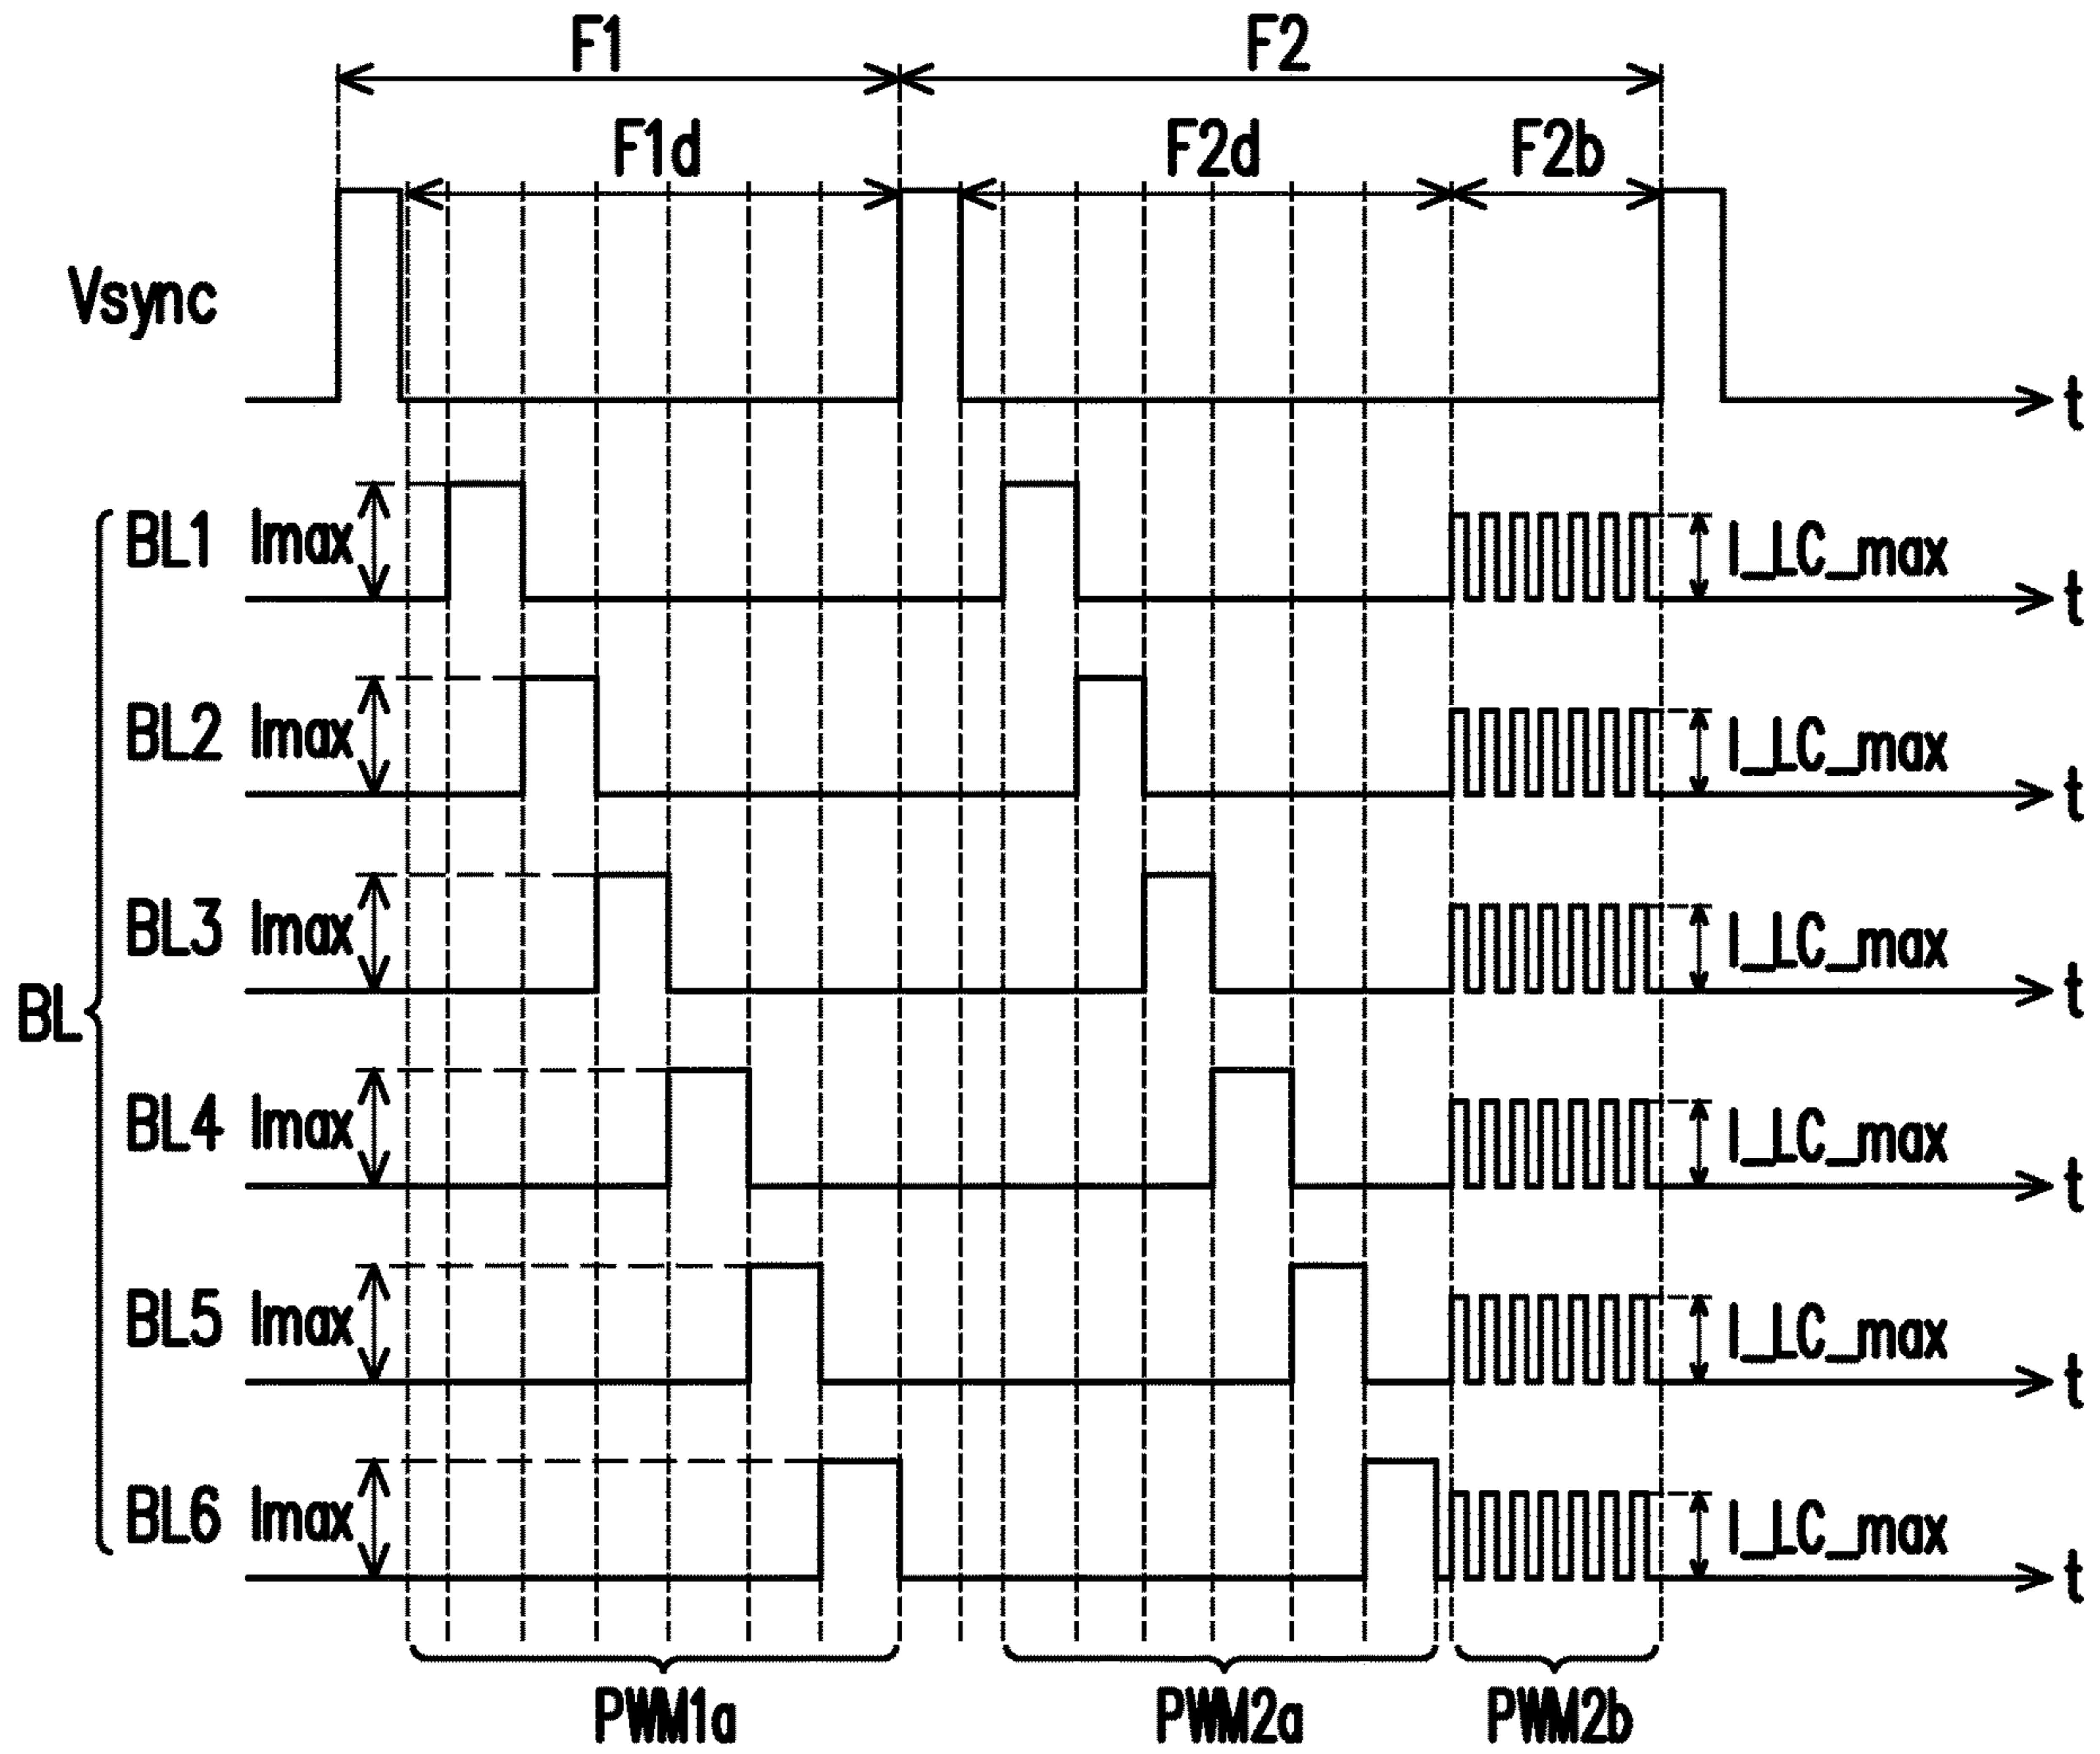 F1 F2
F1d F2d F2b
Vsync t
BL1 Imax I_LC_max t
BL2 Imax I_LC_max t
BL3 Imax I_LC_max t
BL
BL4 Imax I_LC_max t
BL5 Imax I_LC_max t
BL6 Imax I_LC_max t
PWM1a PWM2a PWM2b